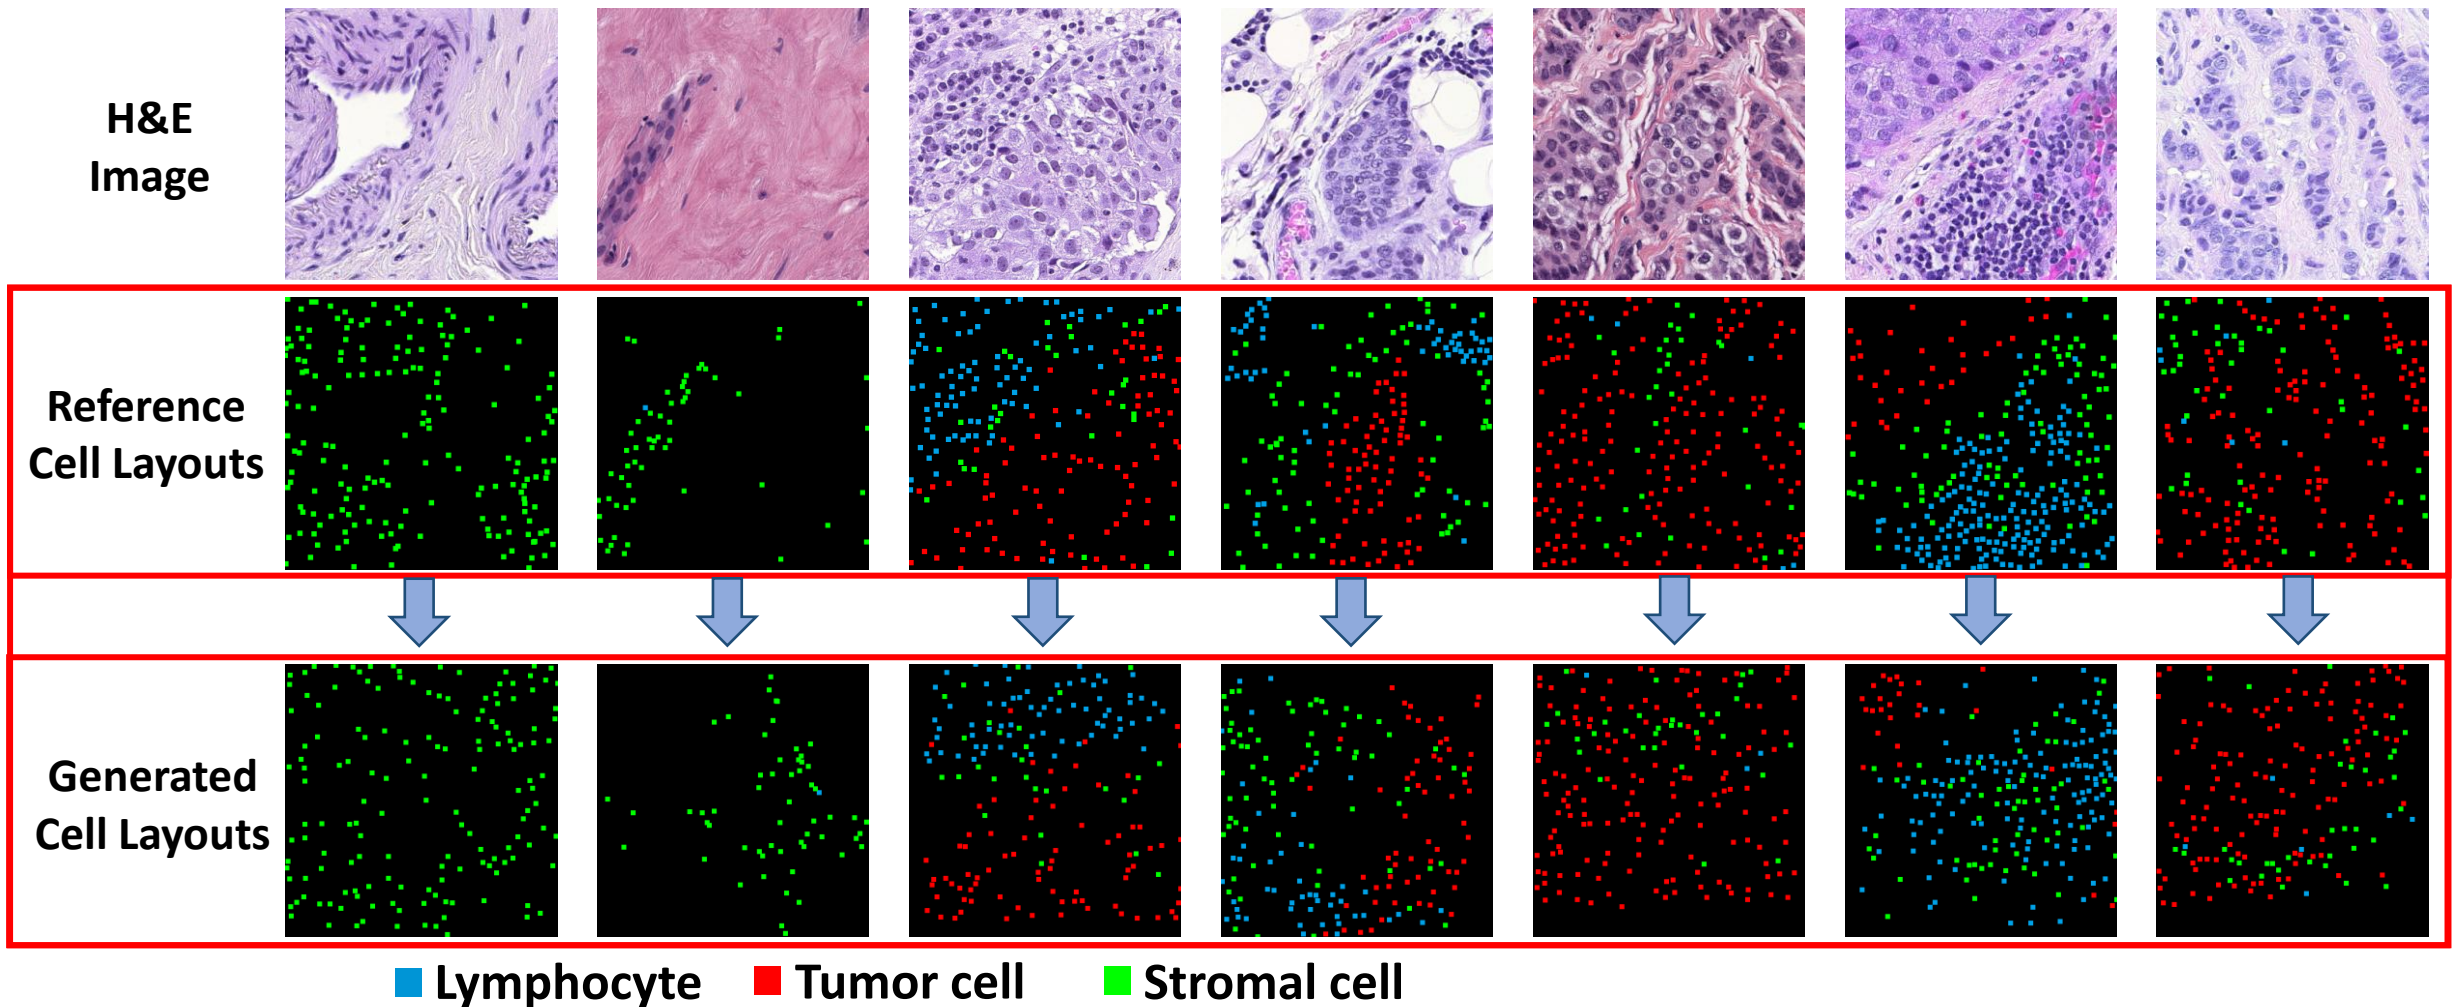 H&E
Image
Reference
Cell Layouts
Generated
Cell Layouts
Lymphocyte Tumor cell Stromal cell